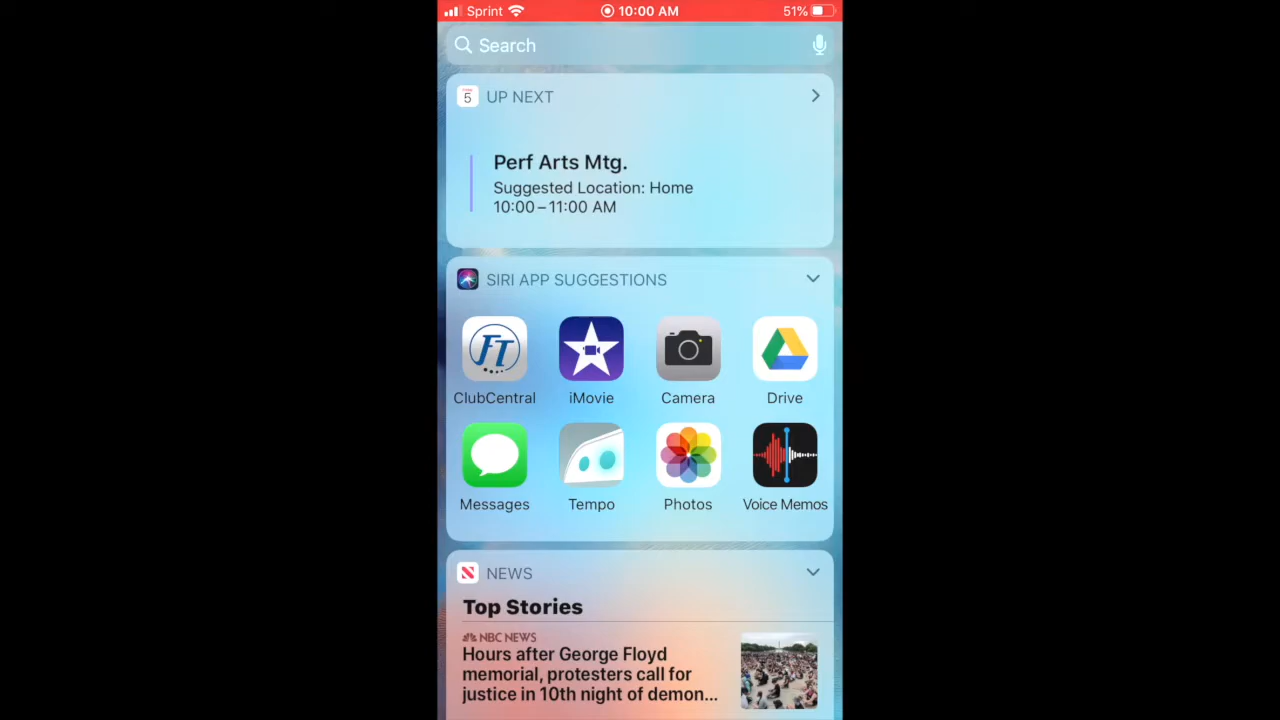 Sprint 10:00 AM 51%
Search
5 UP NEXT
Perf Arts Mtg.
Suggested Location: Home
10:00 – 11:00 AM
SIRI APP SUGGESTIONS
FT
ClubCentral iMovie Camera Drive
Messages Tempo Photos Voice Memos
NEWS
Top Stories
NBC NEWS
Hours after George Floyd
memorial, protesters call for
justice in 10th night of demon...